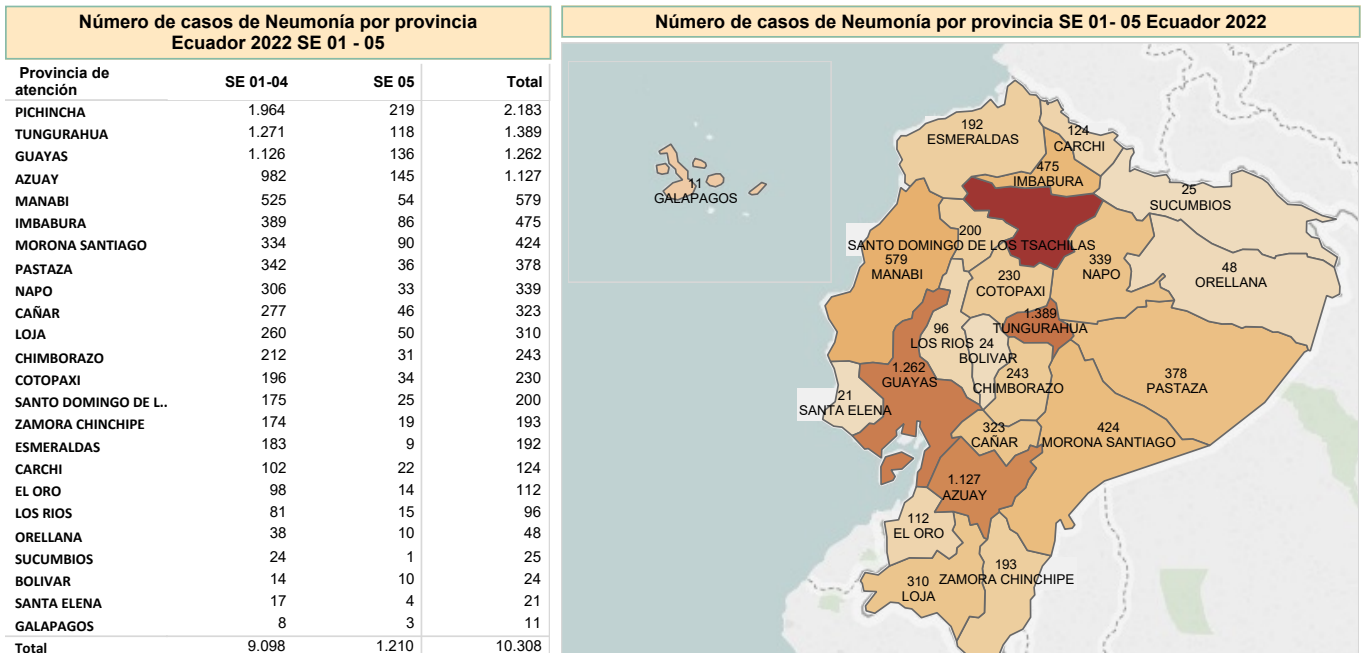 Número de casos de Neumonía por provincia
Ecuador 2022 SE 01 - 05
Provincia de
atención SE 01-04 SE 05 Total
PICHINCHA 1.964 219 2.183
TUNGURAHUA 1.271 118 1.389
GUAYAS 1.126 136 1.262
AZUAY 982 145 1.127
MANABI 525 54 579
IMBABURA 389 86 475
MORONA SANTIAGO 334 90 424
PASTAZA 342 36 378
NAPO 306 33 339
CAÑAR 277 46 323
LOJA 260 50 310
CHIMBORAZO 212 31 243
COTOPAXI 196 34 230
SANTO DOMINGO DE L.. 175 25 200
ZAMORA CHINCHIPE 174 19 193
ESMERALDAS 183 9 192
CARCHI 102 22 124
EL ORO 98 14 112
LOS RIOS 81 15 96
ORELLANA 38 10 48
SUCUMBIOS 24 1 25
BOLIVAR 14 10 24
SANTA ELENA 17 4 21
GALAPAGOS 8 3 11
Total 9.098 1.210 10.308
Número de casos de Neumonía por provincia SE 01- 05 Ecuador 2022
192
ESMERALDAS
124
CARCHI
475
IMBABURA
11
GALAPAGOS
25
SUCUMBIOS
200
SANTO DOMINGO DE LOS TSACHILAS
579
MANABI
339
NAPO
48
ORELLANA
230
COTOPAXI
1.389
TUNGURAHUA
96
LOS RIOS
24
BOLIVAR
1.262
GUAYAS
243
CHIMBORAZO
378
PASTAZA
21
SANTA ELENA
323
CAÑAR
424
MORONA SANTIAGO
1.127
AZUAY
112
EL ORO
193
ZAMORA CHINCHIPE
310
LOJA